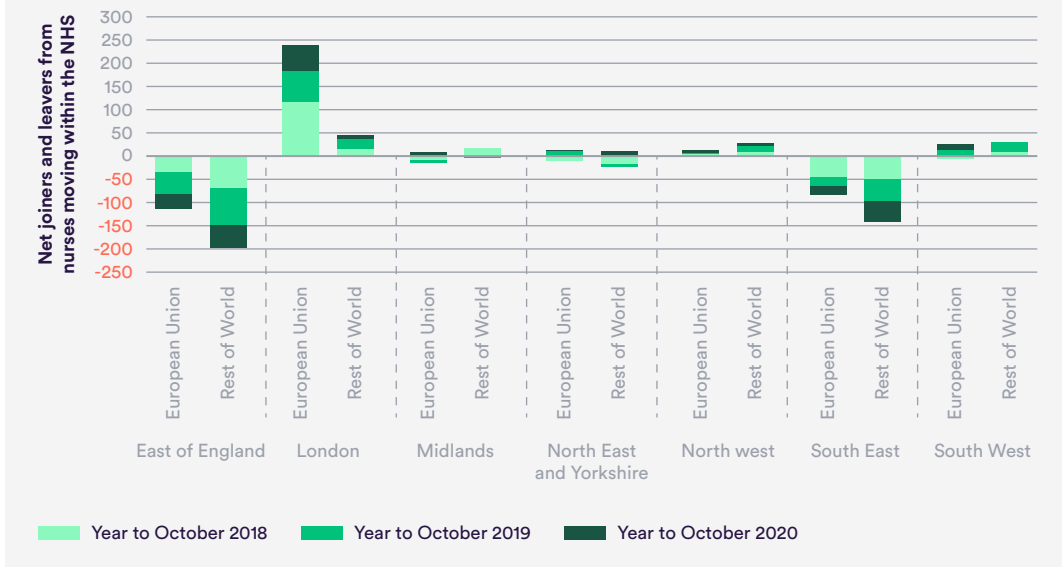 Net joiners and leavers from
nurses moving within the NHS
300
250
200
150
100
50
0
-50
-100
-150
-200
-250
European Union
Rest of World
European Union
Rest of World
European Union
Rest of World
European Union
Rest of World
European Union
Rest of World
European Union
Rest of World
European Union
Rest of World
East of England
London
Midlands
North East
and Yorkshire
North west
South East
South West
Year to October 2018
Year to October 2019
Year to October 2020